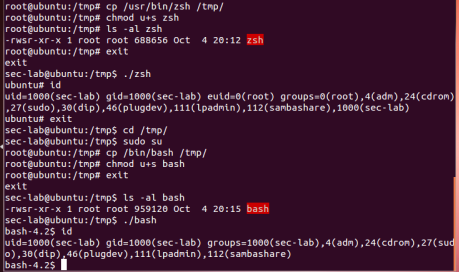 root@ubuntu:/tmp# cp /usr/bin/zsh /tmp/
root@ubuntu:/tmp# chmod u+s zsh
root@ubuntu:/tmp# ls -al zsh
-rwsr-xr-x 1 root root 688656 Oct  4 20:12 zsh
root@ubuntu:/tmp# exit
exit
sec-lab@ubuntu:/tmp$ ./zsh
ubuntu# id
uid=1000(sec-lab) gid=1000(sec-lab) euid=0(root) groups=0(root),4(adm),24(cdrom)
,27(sudo),30(dip),46(plugdev),111(lpadmin),112(sambashare),1000(sec-lab)
ubuntu# exit
sec-lab@ubuntu:/tmp$ cd /tmp/
sec-lab@ubuntu:/tmp$ sudo su
root@ubuntu:/tmp# cp /bin/bash /tmp/
root@ubuntu:/tmp# chmod u+s bash
root@ubuntu:/tmp# exit
exit
sec-lab@ubuntu:/tmp$ ls -al bash
-rwsr-xr-x 1 root root 959120 Oct  4 20:15 bash
sec-lab@ubuntu:/tmp$ ./bash
bash-4.2$ id
uid=1000(sec-lab) gid=1000(sec-lab) groups=1000(sec-lab),4(adm),24(cdrom),27(sud
o),30(dip),46(plugdev),111(lpadmin),112(sambashare)
bash-4.2$